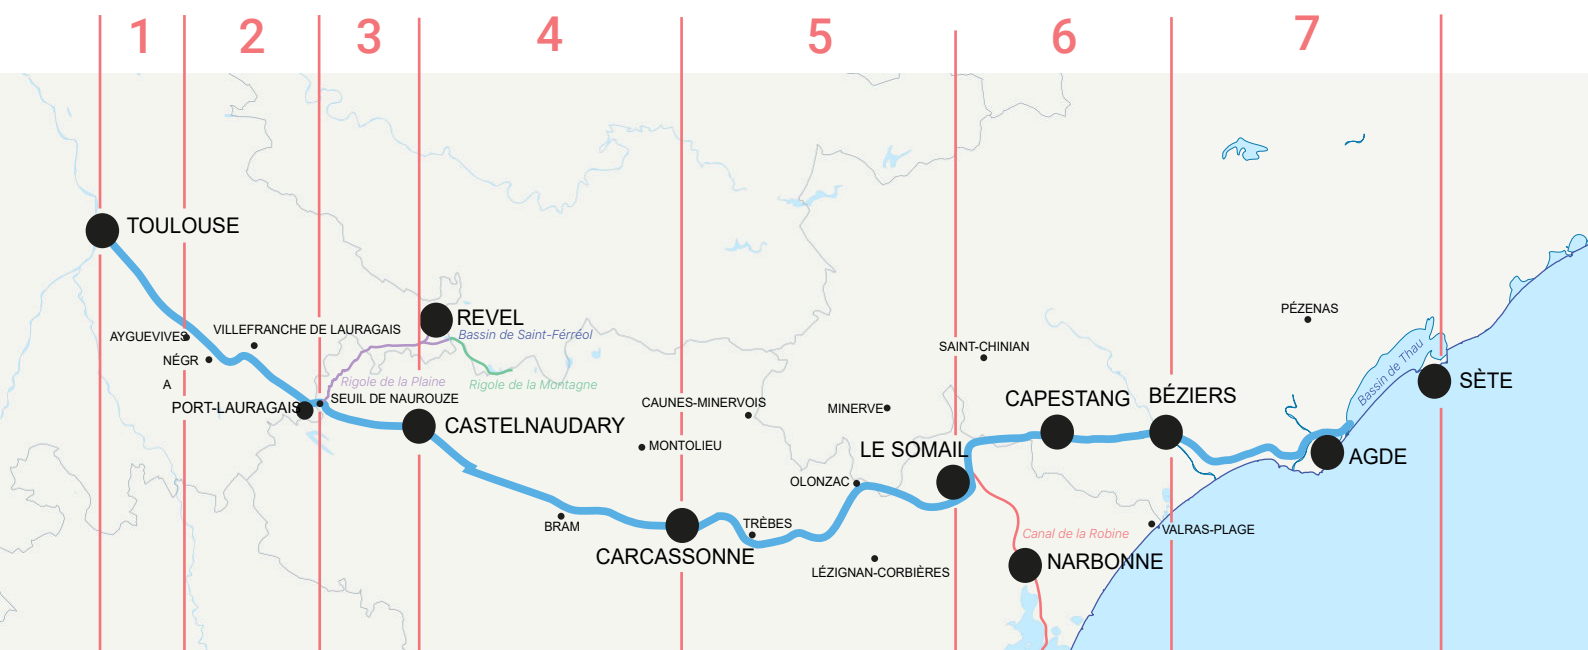 1 2 3 4 5 6 7
TOULOUSE
PÉZENAS
REVEL
VILLEFRANCHE DE LAURAGAIS
Bassin de Saint-Férréol
AYGUEVIVES
SAINT-CHINIAN
NÉGR
A
Bassin de Thau
Rigole de la Plaine
Rigole de la Montagne
SÈTE
SEUIL DE NAUROUZE
CAPESTANG
BÉZIERS
CAUNES-MINERVOIS
PORT-LAURAGAIS
MINERVE
CASTELNAUDARY
MONTOLIEU
LE SOMAIL
AGDE
OLONZAC
BRAM
TRÈBES
VALRAS-PLAGE
Canal de la Robine
CARCASSONNE
NARBONNE
LÉZIGNAN-CORBIÈRES